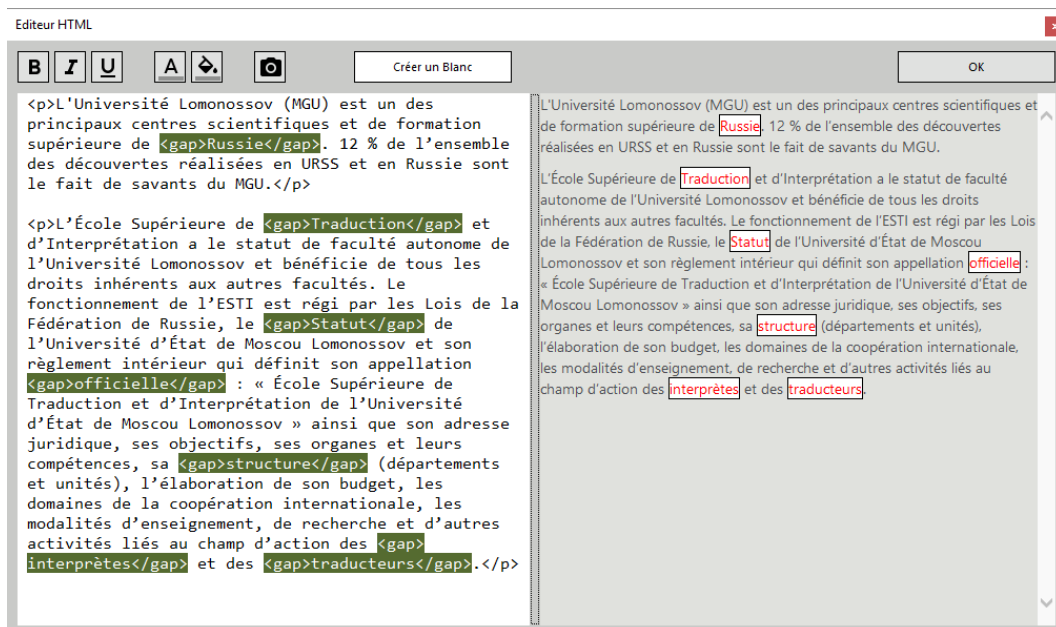 Editeur HTML
B I U A Créer un Blanc OK
<p>L'Université Lomonossov (MGU) est un des
principaux centres scientifiques et de formation
supérieure de <gap>Russie</gap>. 12 % de l’ensemble
des découvertes réalisées en URSS et en Russie sont
le fait de savants du MGU.</p>
<p>L’École Supérieure de <gap>Traduction</gap> et
d’Interprétation a le statut de faculté autonome de
l’Université Lomonossov et bénéficie de tous les
droits inhérents aux autres facultés. Le
fonctionnement de l’ESTI est régi par les Lois de la
Fédération de Russie, le <gap>Statut</gap> de
l’Université d’État de Moscou Lomonossov et son
règlement intérieur qui définit son appellation
<gap>officielle</gap> : « École Supérieure de
Traduction et d’Interprétation de l’Université
d’État de Moscou Lomonossov » ainsi que son adresse
juridique, ses objectifs, ses organes et leurs
compétences, sa <gap>structure</gap> (départements
et unités), l’élaboration de son budget, les
domaines de la coopération internationale, les
modalités d’enseignement, de recherche et d’autres
activités liés au champ d’action des <gap>
interprètes</gap> et des <gap>traducteurs</gap>.</p>
L'Université Lomonossov (MGU) est un des principaux centres scientifiques et
de formation supérieure de Russie. 12 % de l’ensemble des découvertes
réalisées en URSS et en Russie sont le fait de savants du MGU.
L’École Supérieure de Traduction et d’Interprétation a le statut de faculté
autonome de l’Université Lomonossov et bénéficie de tous les droits
inhérents aux autres facultés. Le fonctionnement de l’ESTI est régi par les Lois
de la Fédération de Russie, le Statut de l’Université d’État de Moscou
Lomonossov et son règlement intérieur qui définit son appellation officielle :
« École Supérieure de Traduction et d’Interprétation de l’Université d’État de
Moscou Lomonossov » ainsi que son adresse juridique, ses objectifs, ses
organes et leurs compétences, sa structure (départements et unités),
l’élaboration de son budget, les domaines de la coopération internationale,
les modalités d’enseignement, de recherche et d’autres activités liés au
champ d’action des interprètes et des traducteurs.